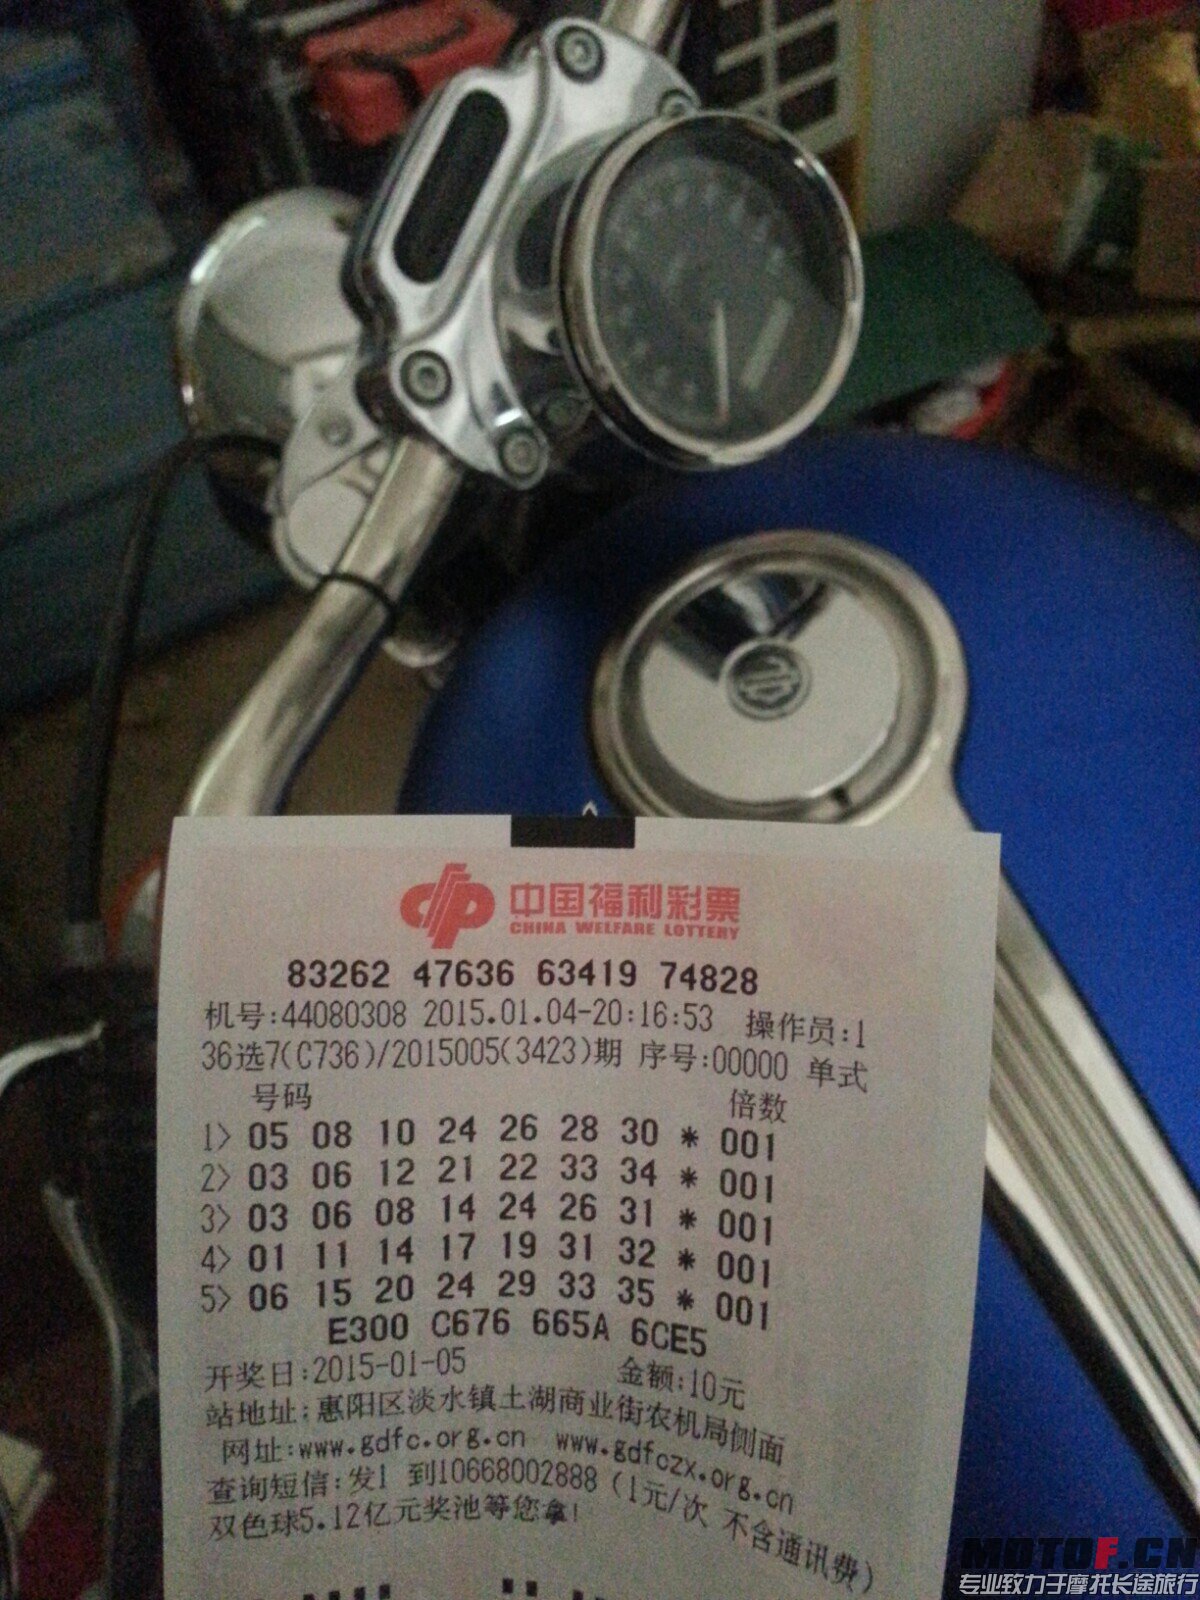 中国福利彩票
CHINA WELFARE LOTTERY
83262 47636 63419 74828
机号:44080308 2015.01.04-20:16:53 操作员:1
36选7(C736)/2015005(3423)期 序号:00000 单式
号码 倍数
1> 05 08 10 24 26 28 30 * 001
2> 03 06 12 21 22 33 34 * 001
3> 03 06 08 14 24 26 31 * 001
4> 01 11 14 17 19 31 32 * 001
5> 06 15 20 24 29 33 35 * 001
E300 C676 665A 6CE5
开奖日:2015-01-05 金额:10元
站地址:惠阳区淡水镇土湖商业街农机局侧面
网址:www.gdfc.org.cn www.gdfczx.org.cn
查询短信:发1 到10668002888 (1元/次 不含通讯费)
双色球5.12亿元奖池等您拿!
MOTOF.CN
专业致力于摩托长途旅行